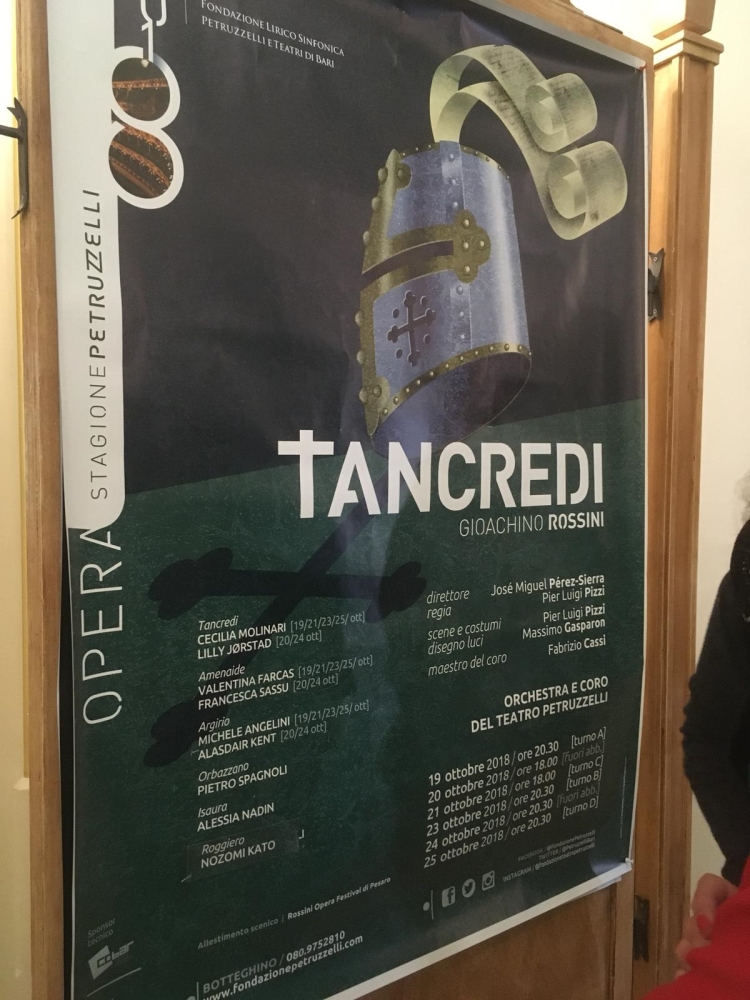 FONDAZIONE LIRICO SINFONICA
PETRUZZELLI E TEATRI DI BARI
OPERA STAGIONE PETRUZZELLI
TANCREDI
GIOACHINO ROSSINI
direttore José Miguel Pérez-Sierra
regia Pier Luigi Pizzi
scene e costumi Pier Luigi Pizzi
disegno luci Massimo Gasparon
maestro del coro Fabrizio Cassi
Tancredi
CECILIA MOLINARI [19/21/23/25/ ott]
LILLY JØRSTAD [20/24 ott]
Amenaide
VALENTINA FARCAS [19/21/23/25/ ott]
FRANCESCA SASSU [20/24 ott]
Argirio
MICHELE ANGELINI [19/21/23/25/ ott]
ALASDAIR KENT [20/24 ott]
Orbazzano
PIETRO SPAGNOLI
Isaura
ALESSIA NADIN
Roggiero
NOZOMI KATO
ORCHESTRA E CORO
DEL TEATRO PETRUZZELLI
19 ottobre 2018 / ore 20.30 [turno A]
20 ottobre 2018 / ore 18.00 [fuori abb.]
21 ottobre 2018 / ore 18.00 [turno C]
23 ottobre 2018 / ore 20.30 [turno B]
24 ottobre 2018 / ore 20.30 [fuori abb.]
25 ottobre 2018 / ore 20.30 [turno D]
FACEBOOK /
TWITTER /
INSTAGRAM /
Allestimento scenico | Rossini Opera Festival di Pesaro
Sponsor
tecnico
BOTTEGHINO / 080.9752810
www.fondazionepetruzzelli.com